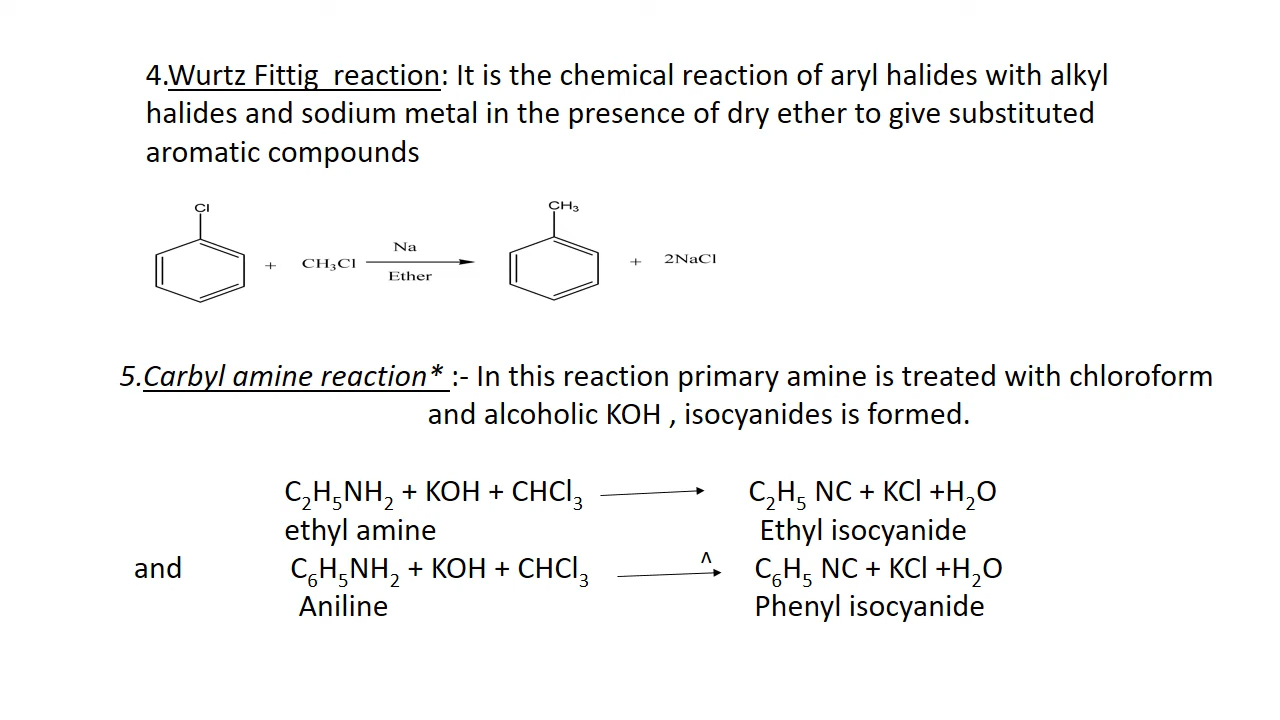 4.Wurtz Fittig  reaction: It is the chemical reaction of aryl halides with alkyl
halides and sodium metal in the presence of dry ether to give substituted
aromatic compounds
Cl
CH₃
+ CH₃Cl Na Ether + 2NaCl
5.Carbyl amine reaction* :- In this reaction primary amine is treated with chloroform
and alcoholic KOH , isocyanides is formed.
C₂H₅NH₂ + KOH + CHCl₃ ⟶ C₂H₅ NC + KCl +H₂O
ethyl amine Ethyl isocyanide
and C₆H₅NH₂ + KOH + CHCl₃ ^ ⟶ C₆H₅ NC + KCl +H₂O
Aniline Phenyl isocyanide